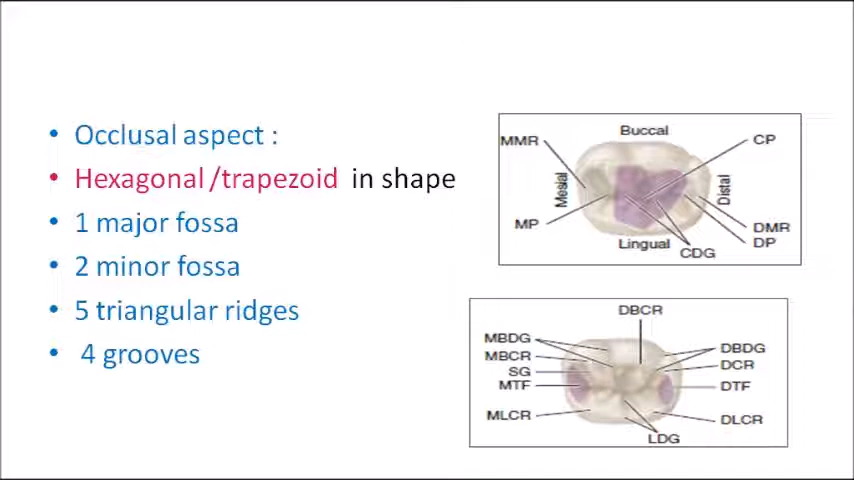 • Occlusal aspect :
• Hexagonal /trapezoid in shape
• 1 major fossa
• 2 minor fossa
• 5 triangular ridges
• 4 grooves
Buccal
MMR
CP
Mesial
Distal
MP
DMR
Lingual
DP
CDG
DBCR
MBDG
DBDG
MBCR
DCR
SG
MTF
DTF
MLCR
DLCR
LDG